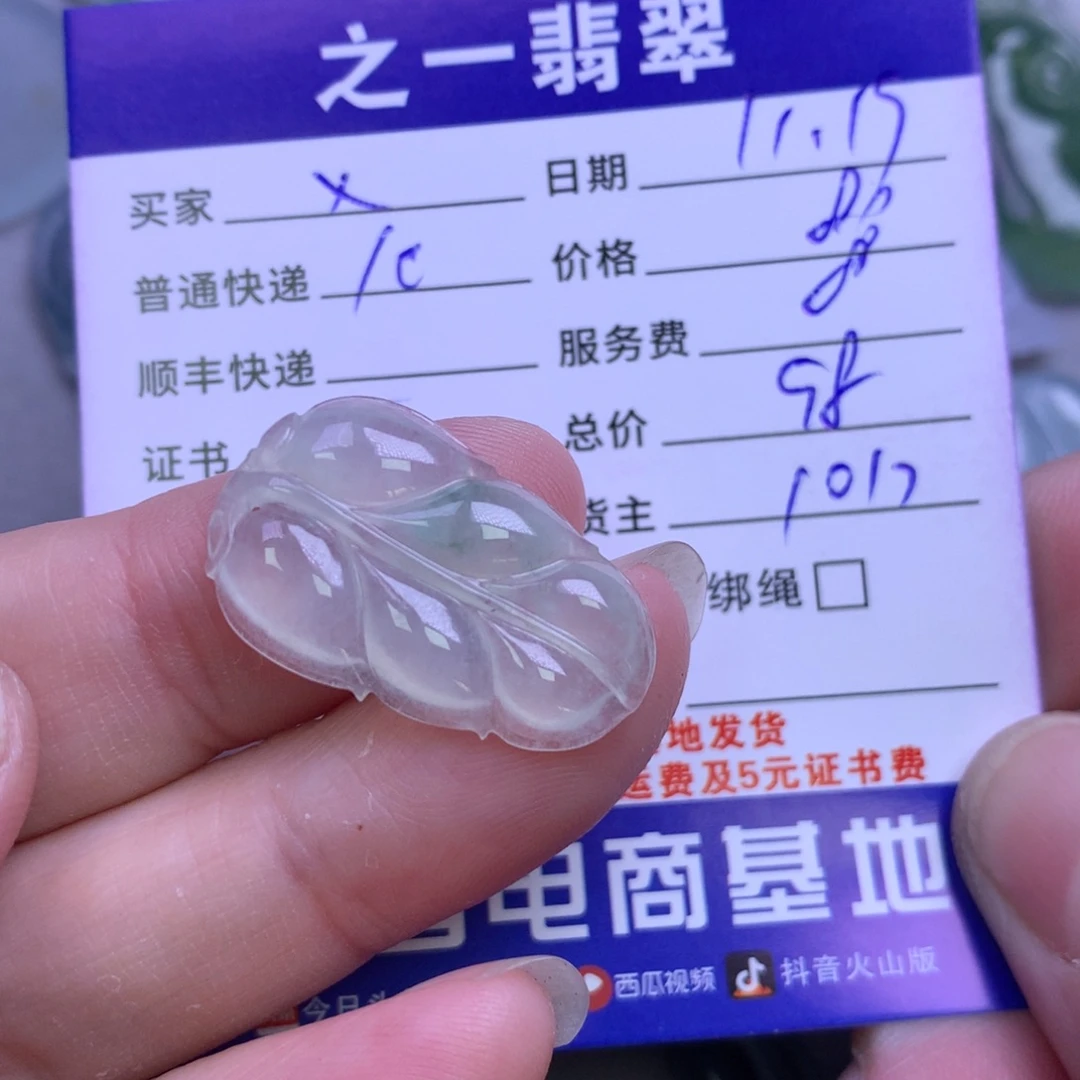 之一翡翠
买家 x 日期 11.15
普通快递 10 价格
顺丰快递 服务费
证书 总价
货主 1017
绑绳
地发货
运费及5元证书费
电商基地
今日头 西瓜视频 抖音火山版